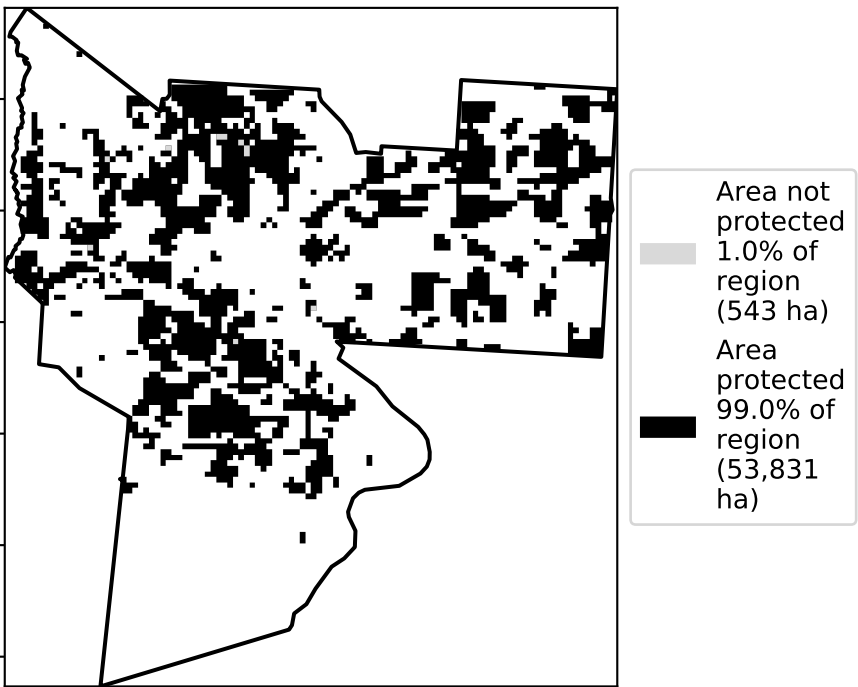 Area not
protected
1.0% of
region
(543 ha)
Area
protected
99.0% of
region
(53,831
ha)